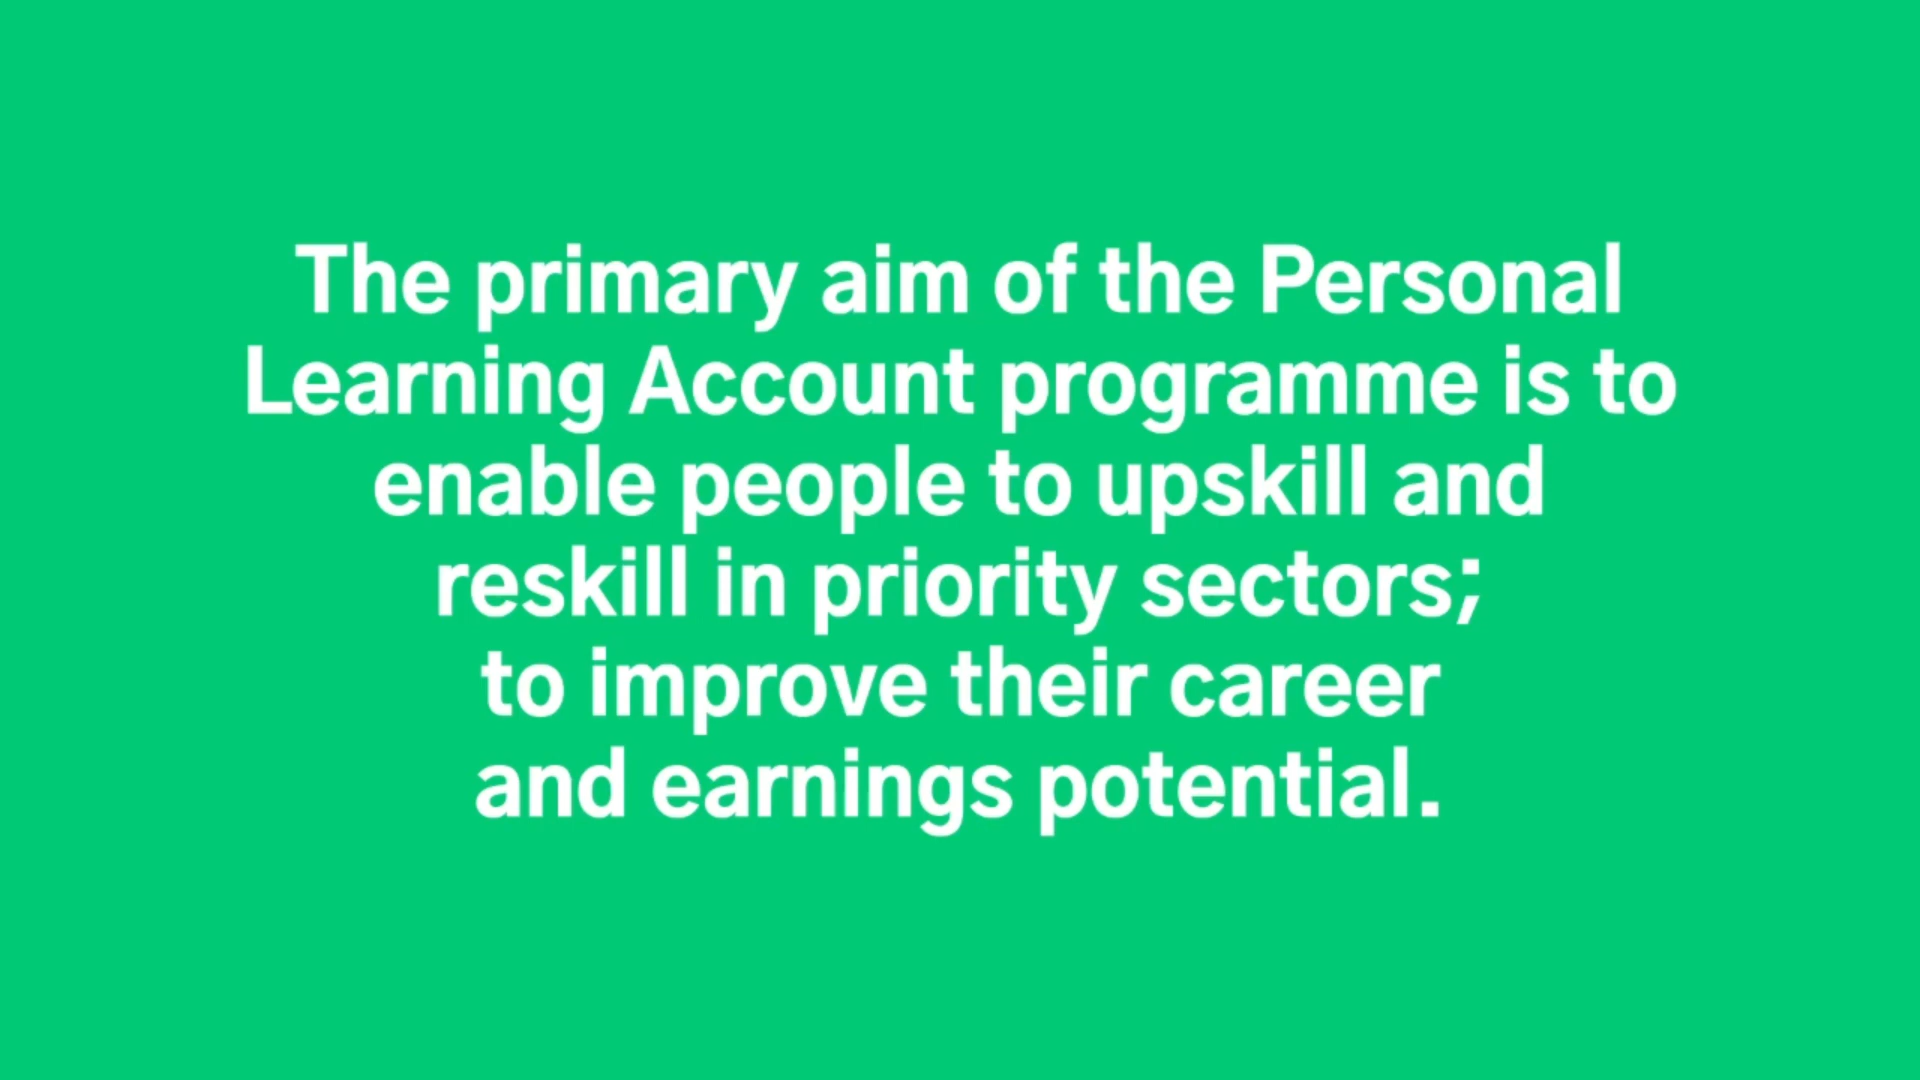 The primary aim of the Personal
Learning Account programme is to
enable people to upskill and
reskill in priority sectors;
to improve their career
and earnings potential.